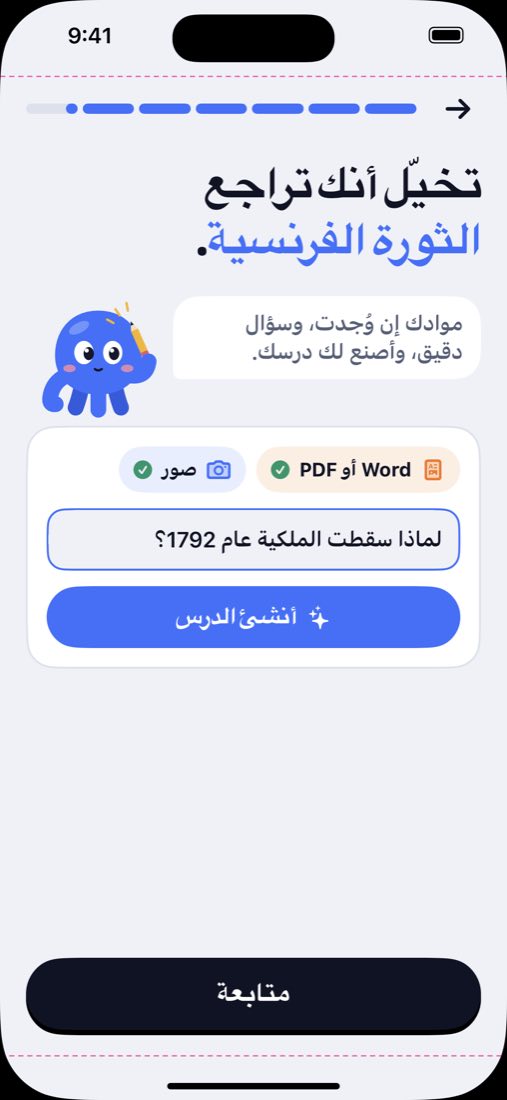 9:41
تخيّل أنك تراجع
الثورة الفرنسية.
موادك إن وُجدت، وسؤال
دقيق، وأصنع لك درسك.
Word أو PDF
صور
لماذا سقطت الملكية عام 1792؟
أنشئ الدرس
متابعة